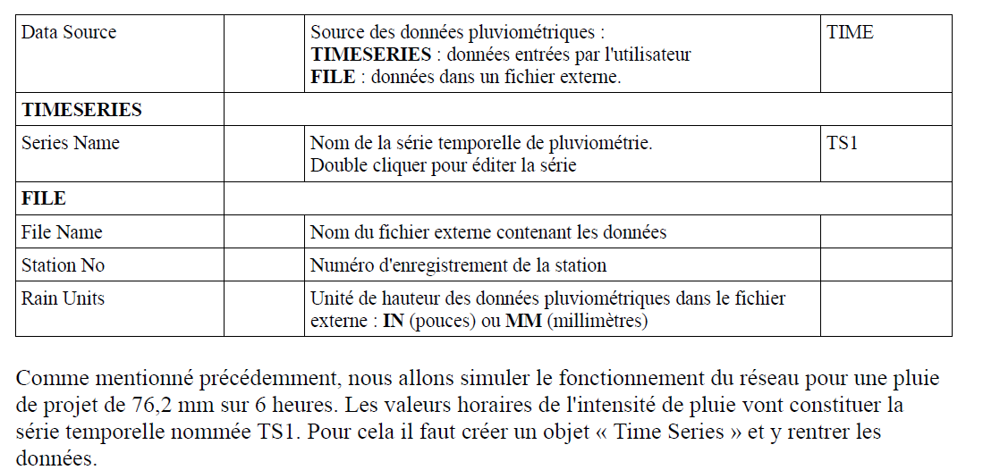 Data Source
Source des données pluviométriques :
TIME
TIMESERIES : données entrées par l'utilisateur
FILE : données dans un fichier externe.
TIMESERIES
Series Name
Nom de la série temporelle de pluviométrie.
TS1
Double cliquer pour éditer la série
FILE
File Name
Nom du fichier externe contenant les données
Station No
Numéro d'enregistrement de la station
Rain Units
Unité de hauteur des données pluviométriques dans le fichier
externe : IN (pouces) ou MM (millimètres)
Comme mentionné précédemment, nous allons simuler le fonctionnement du réseau pour une pluie
de projet de 76,2 mm sur 6 heures. Les valeurs horaires de l'intensité de pluie vont constituer la
série temporelle nommée TS1. Pour cela il faut créer un objet « Time Series » et y rentrer les
données.